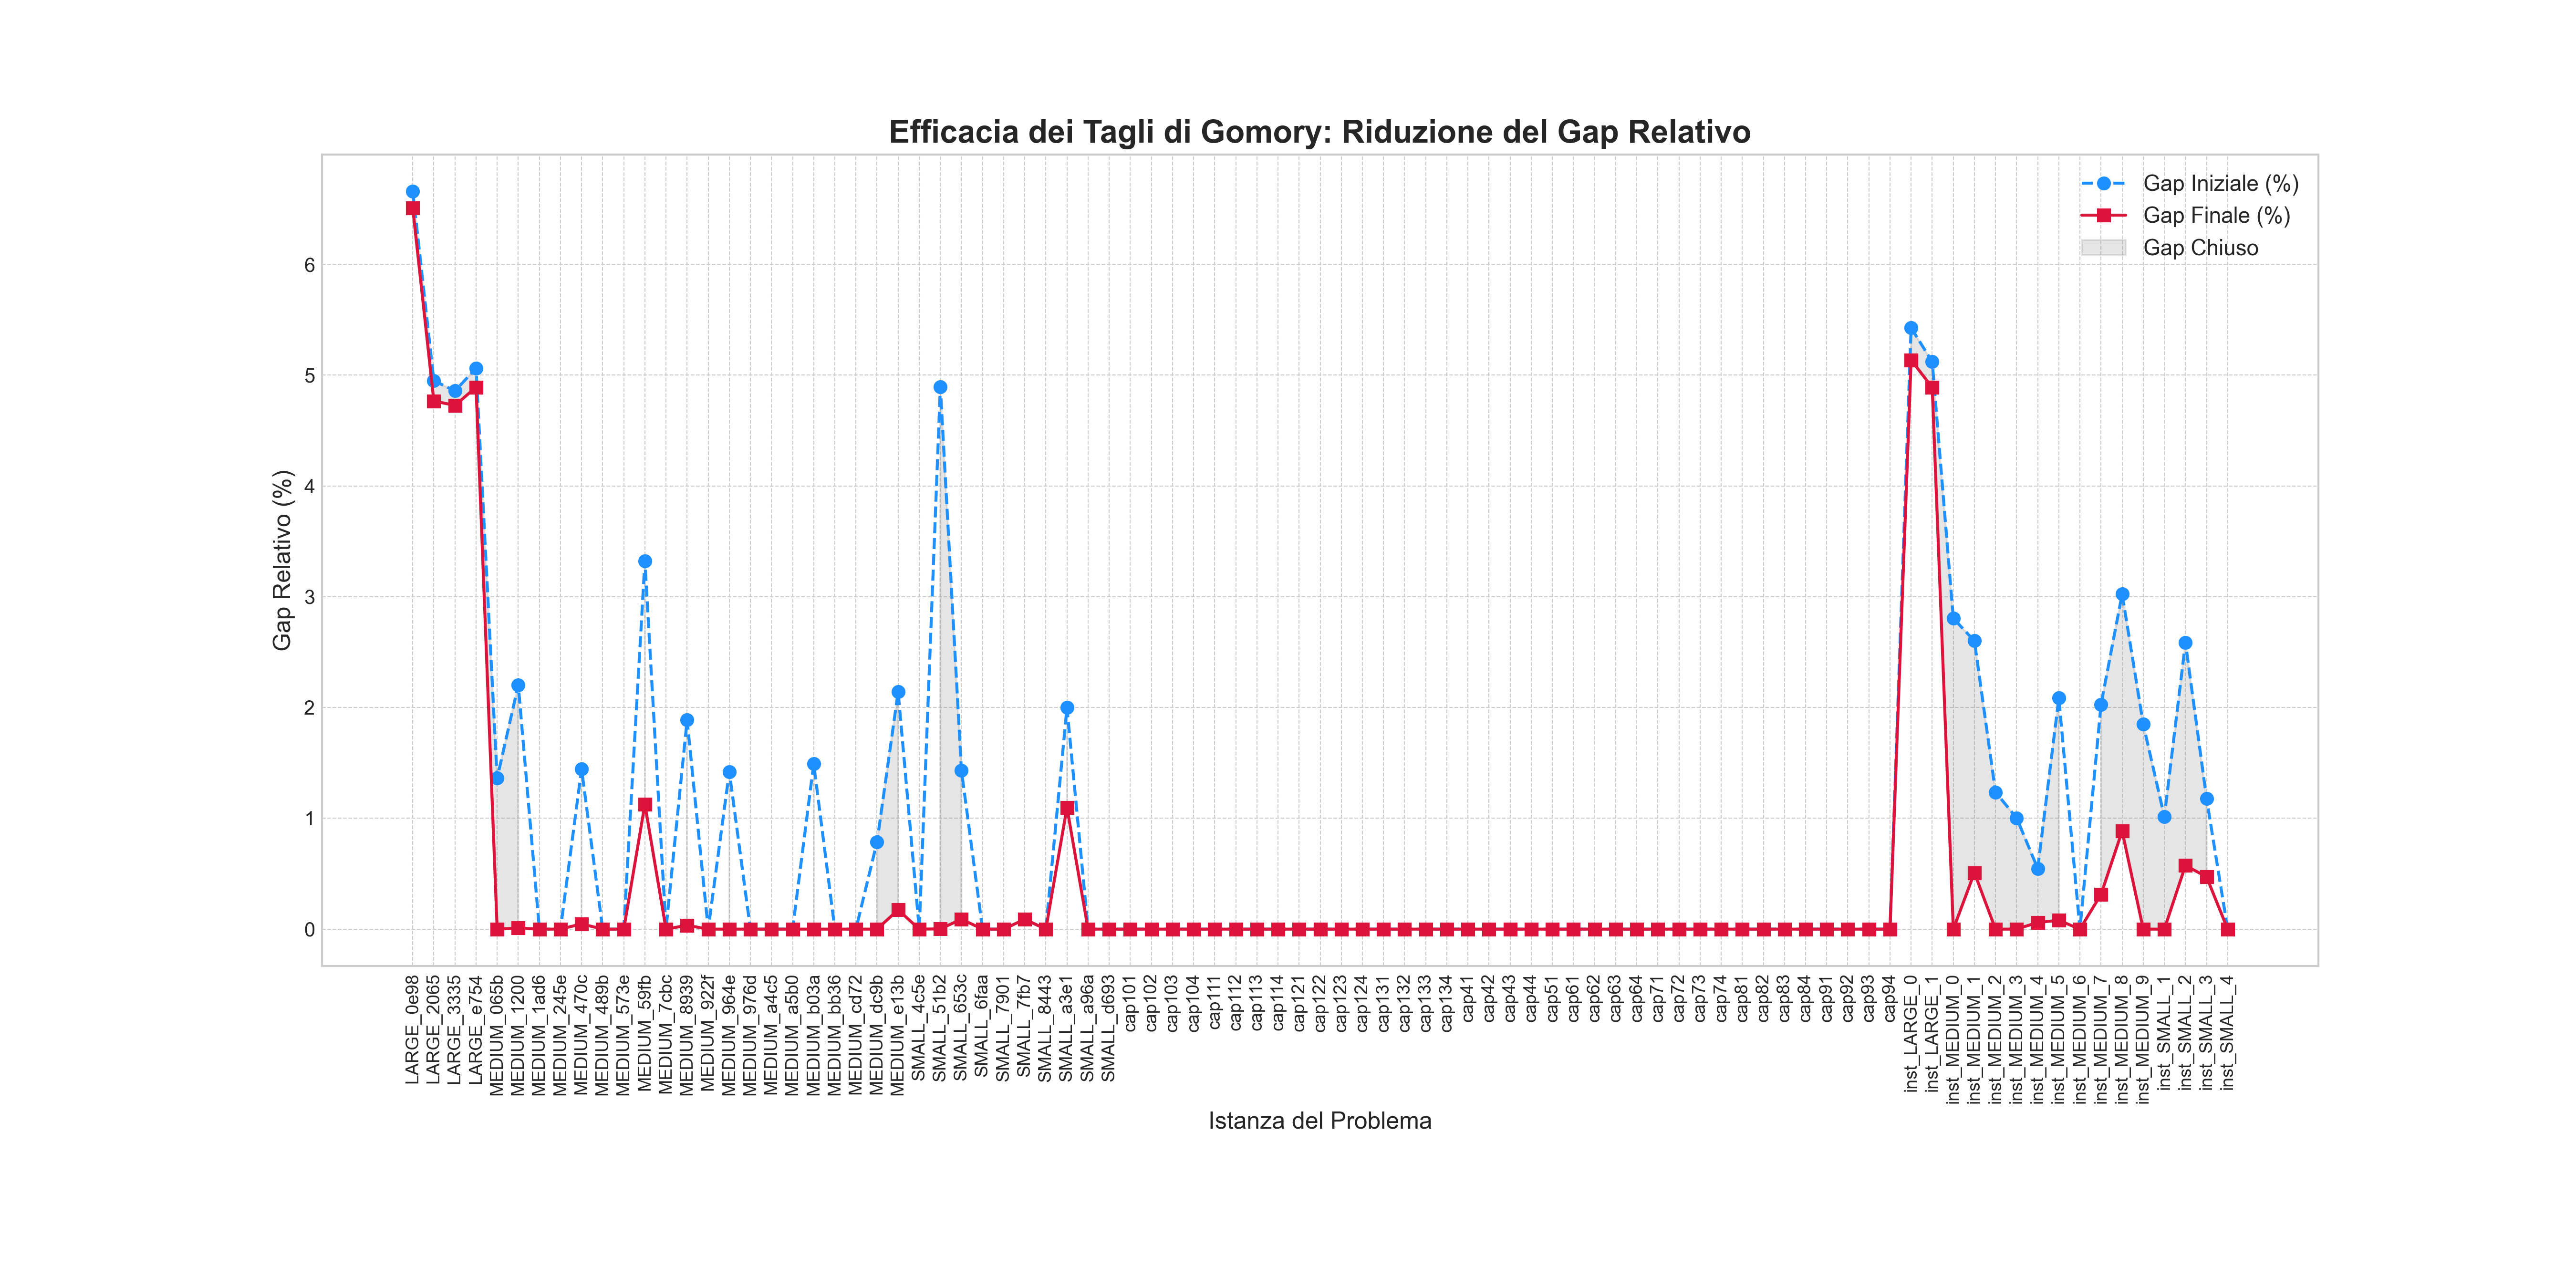 Efficacia dei Tagli di Gomory: Riduzione del Gap Relativo
Gap Iniziale (%)
Gap Finale (%)
Gap Chiuso
Gap Relativo (%)
6
5
4
3
2
1
0
LARGE_0e98
LARGE_2065
LARGE_3335
LARGE_e754
MEDIUM_065b
MEDIUM_1200
MEDIUM_1ad6
MEDIUM_245e
MEDIUM_470c
MEDIUM_489b
MEDIUM_573e
MEDIUM_59fb
MEDIUM_7cbc
MEDIUM_8939
MEDIUM_922f
MEDIUM_964e
MEDIUM_976d
MEDIUM_a4c5
MEDIUM_a5b0
MEDIUM_b03a
MEDIUM_bb36
MEDIUM_cd72
MEDIUM_dc9b
MEDIUM_e13b
SMALL_4c5e
SMALL_51b2
SMALL_653c
SMALL_6faa
SMALL_7901
SMALL_7fb7
SMALL_8443
SMALL_a3e1
SMALL_a96a
SMALL_d693
cap101
cap102
cap103
cap104
cap111
cap112
cap113
cap114
cap121
cap122
cap123
cap124
cap131
cap132
cap133
cap134
cap41
cap42
cap43
cap44
cap51
cap61
cap62
cap63
cap64
cap71
cap72
cap73
cap74
cap81
cap82
cap83
cap84
cap91
cap92
cap93
cap94
inst_LARGE_0
inst_LARGE_1
inst_MEDIUM_0
inst_MEDIUM_1
inst_MEDIUM_2
inst_MEDIUM_3
inst_MEDIUM_4
inst_MEDIUM_5
inst_MEDIUM_6
inst_MEDIUM_7
inst_MEDIUM_8
inst_MEDIUM_9
inst_SMALL_1
inst_SMALL_2
inst_SMALL_3
inst_SMALL_4
Istanza del Problema